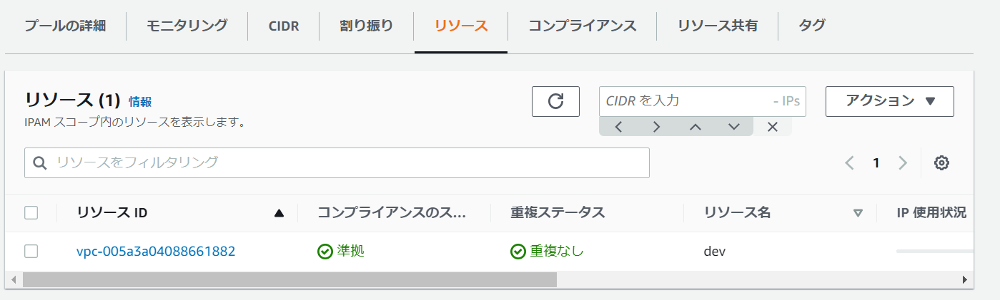 プールの詳細 モニタリング CIDR 割り振り リソース コンプライアンス リソース共有 タグ
リソース (1) 情報
CIDR を入力 - IPs
アクション
IPAM スコープ内のリソースを表示します。
リソースをフィルタリング
1
リソース ID コンプライアンスのス... 重複ステータス リソース名 IP 使用状況
vpc-005a3a04088661882 準拠 重複なし dev